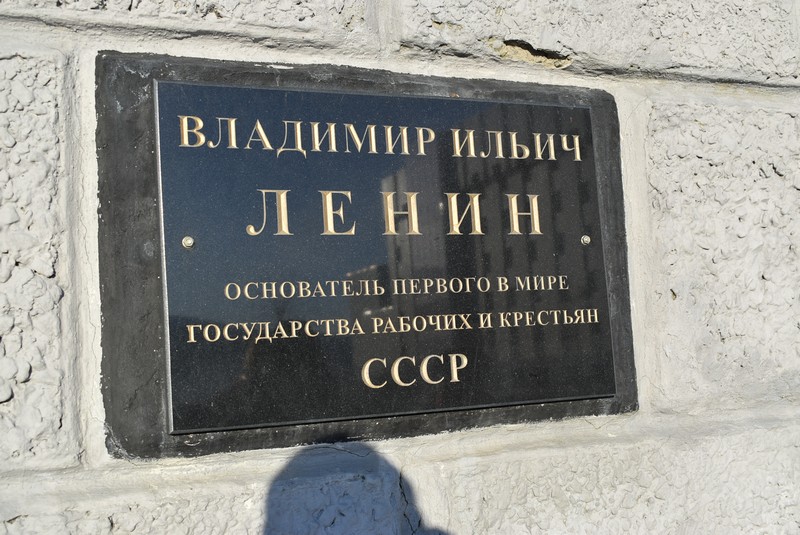 ВЛАДИМИР ИЛЬИЧ
ЛЕНИН
ОСНОВАТЕЛЬ ПЕРВОГО В МИРЕ
ГОСУДАРСТВА РАБОЧИХ И КРЕСТЬЯН
СССР